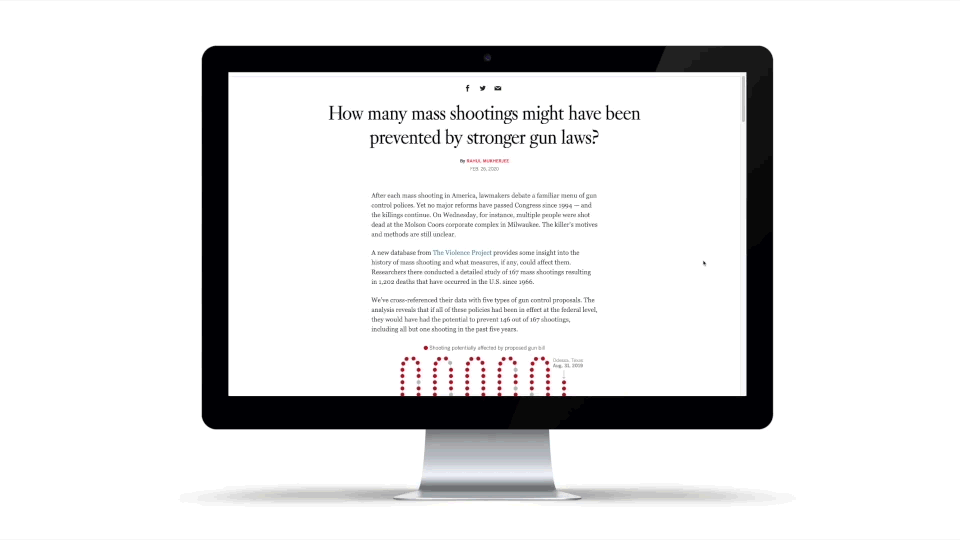 How many mass shootings might have been
prevented by stronger gun laws?
By RAHUL MUKHERJEE
FEB. 26, 2020
After each mass shooting in America, lawmakers debate a familiar menu of gun
control polices. Yet no major reforms have passed Congress since 1994 — and
the killings continue. On Wednesday, for instance, multiple people were shot
dead at the Molson Coors corporate complex in Milwaukee. The killer's motives
and methods are still unclear.
A new database from The Violence Project provides some insight into the
history of mass shooting and what measures, if any, could affect them.
Researchers there conducted a detailed study of 167 mass shootings resulting
in 1,202 deaths that have occurred in the U.S. since 1966.
We've cross-referenced their data with five types of gun control proposals. The
analysis reveals that if all of these policies had been in effect at the federal level,
they would have had the potential to prevent 146 out of 167 shootings,
including all but one shooting in the past five years.
Shooting potentially affected by proposed gun bill
Odessa, Texas
Aug. 31, 2019